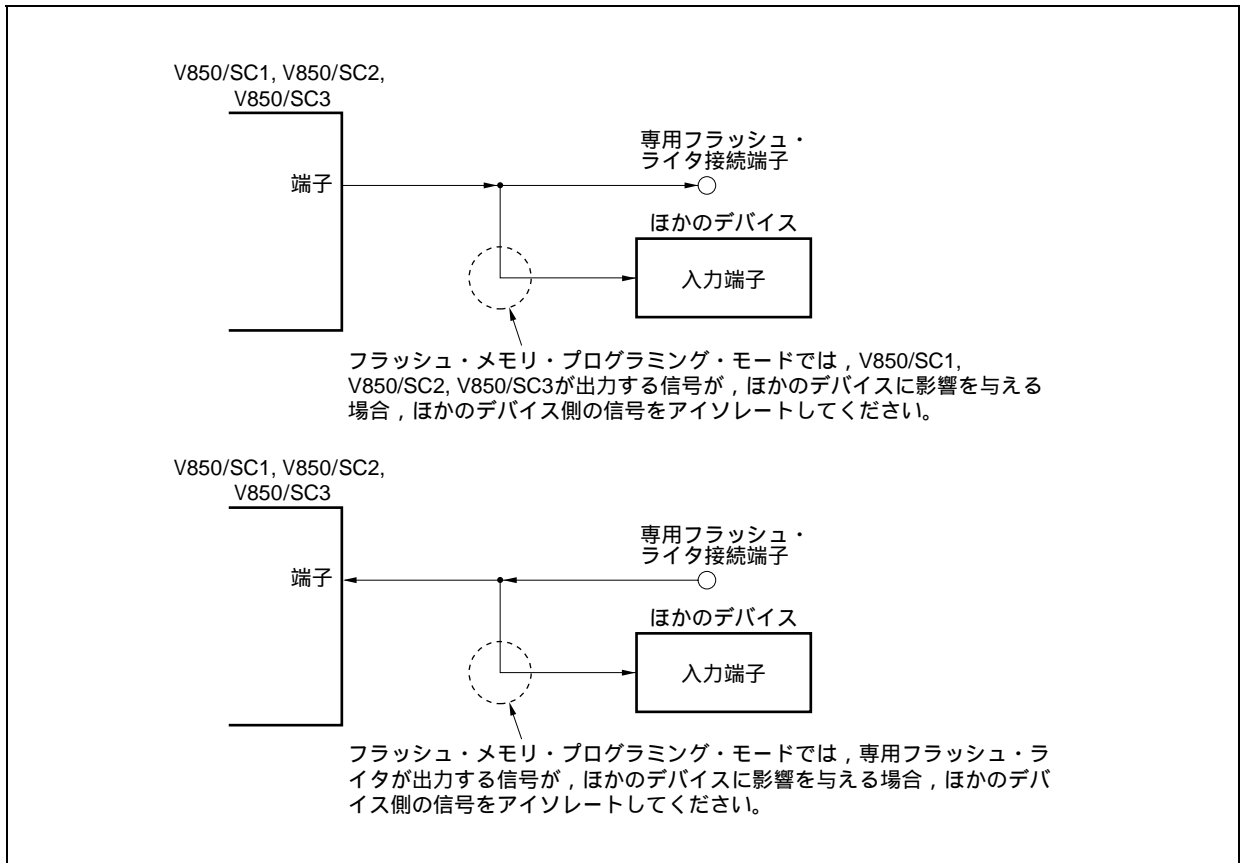 V850/SC1, V850/SC2,
V850/SC3
端子
専用フラッシュ・
ライタ接続端子
ほかのデバイス
入力端子
フラッシュ・メモリ・プログラミング・モードでは，V850/SC1,
V850/SC2, V850/SC3が出力する信号が，ほかのデバイスに影響を与える
場合，ほかのデバイス側の信号をアイソレートしてください。
V850/SC1, V850/SC2,
V850/SC3
端子
専用フラッシュ・
ライタ接続端子
ほかのデバイス
入力端子
フラッシュ・メモリ・プログラミング・モードでは，専用フラッシュ・ラ
イタが出力する信号が，ほかのデバイスに影響を与える場合，ほかのデバ
イス側の信号をアイソレートしてください。